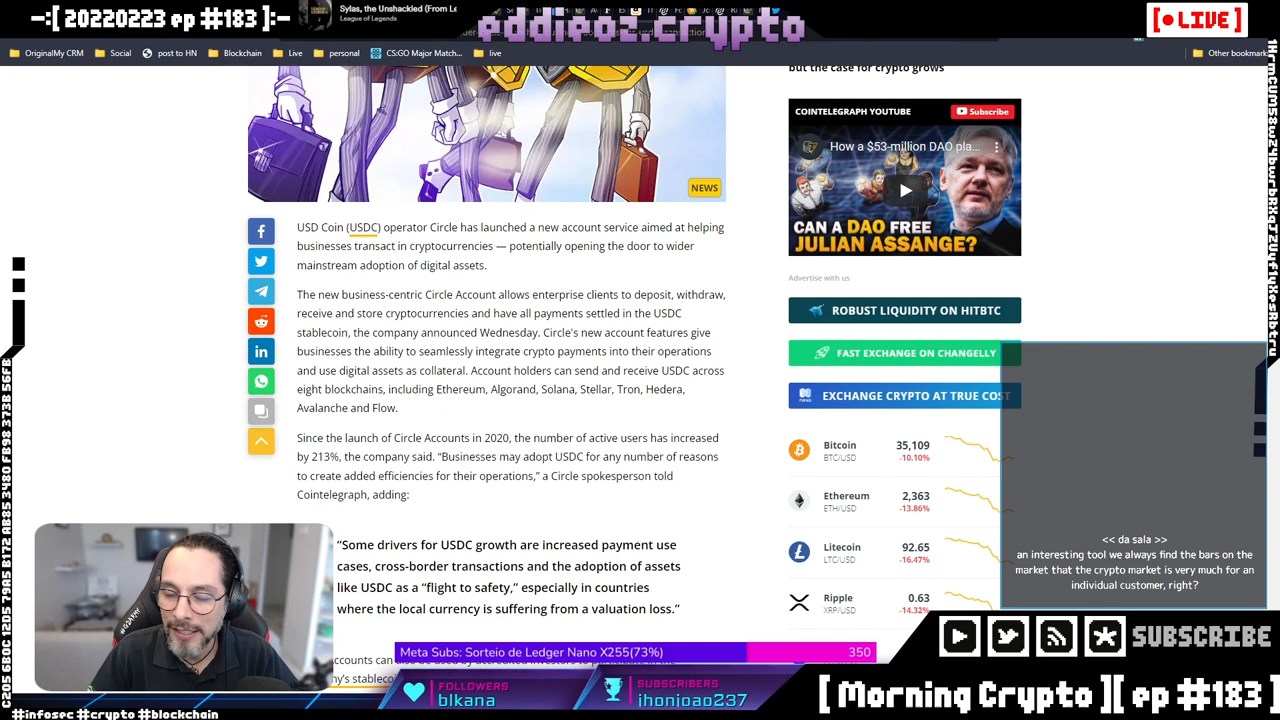 -:[ 20220223 ep #183 ]:-
Sylas, the Unshackled (From Le
League of Legends
eddieoz.crypto
[ LIVE ]
OriginalMy CRM
Social
post to HN
Blockchain
Live
personal
CS:GO Major Match...
live
Other bookmark
but the case for crypto grows
COINTELEGRAPH YOUTUBE
Subscribe
How a $53-million DAO pla...
CAN A DAO FREE
JULIAN ASSANGE?
NEWS
USD Coin (USDC) operator Circle has launched a new account service aimed at helping
businesses transact in cryptocurrencies — potentially opening the door to wider
mainstream adoption of digital assets.
The new business-centric Circle Account allows enterprise clients to deposit, withdraw,
receive and store cryptocurrencies and have all payments settled in the USDC
stablecoin, the company announced Wednesday. Circle's new account features give
businesses the ability to seamlessly integrate crypto payments into their operations
and use digital assets as collateral. Account holders can send and receive USDC across
eight blockchains, including Ethereum, Algorand, Solana, Stellar, Tron, Hedera,
Avalanche and Flow.
Since the launch of Circle Accounts in 2020, the number of active users has increased
by 213%, the company said. “Businesses may adopt USDC for any number of reasons
to create added efficiencies for their operations,” a Circle spokesperson told
Cointelegraph, adding:
“Some drivers for USDC growth are increased payment use
cases, cross-border transactions and the adoption of assets
like USDC as a “flight to safety,” especially in countries
where the local currency is suffering from a valuation loss.”
Advertise with us
ROBUST LIQUIDITY ON HITBTC
FAST EXCHANGE ON CHANGELLY
EXCHANGE CRYPTO AT TRUE COST
Bitcoin 35,109
BTC/USD -10.10%
Ethereum 2,363
ETH/USD -13.86%
Litecoin 92.65
LTC/USD -16.47%
Ripple 0.63
XRP/USD -14.32%
<< da sala >>
an interesting tool we always find the bars on the
market that the crypto market is very much for an
individual customer, right?
Meta Subs: Sorteio de Ledger Nano X255(73%) 350
FOLLOWERS
blkana
SUBSCRIBERS
jhonjoao237
SUBSCRIBE
[ Morning Crypto ][ ep #183 ]
#infosec #crypto #blockchain